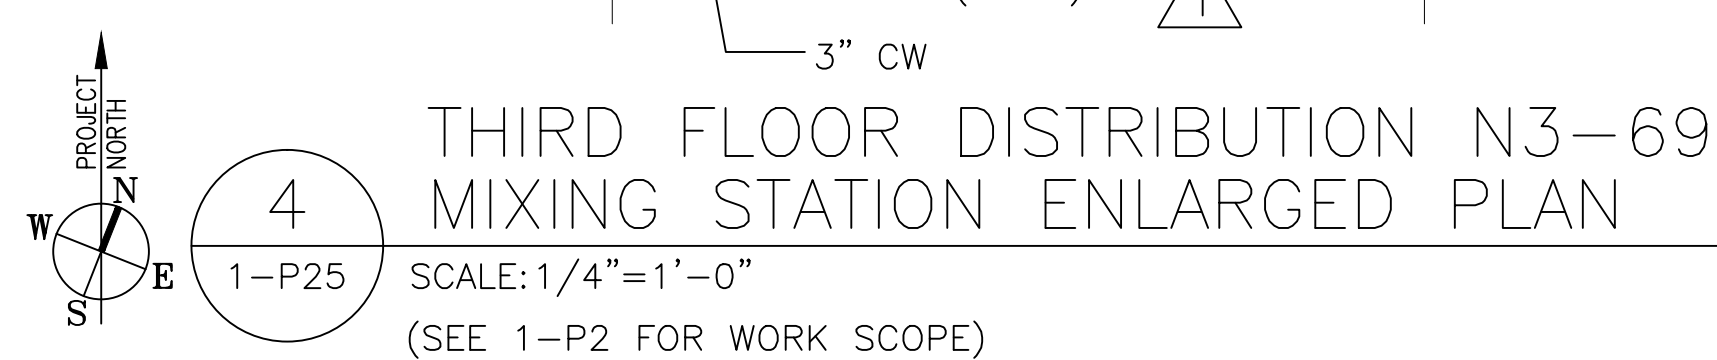 3” CW
PROJECT
NORTH
N
W
E
S
4
1-P25
THIRD FLOOR DISTRIBUTION N3-69
MIXING STATION ENLARGED PLAN
SCALE:1/4”=1’-0”
(SEE 1-P2 FOR WORK SCOPE)